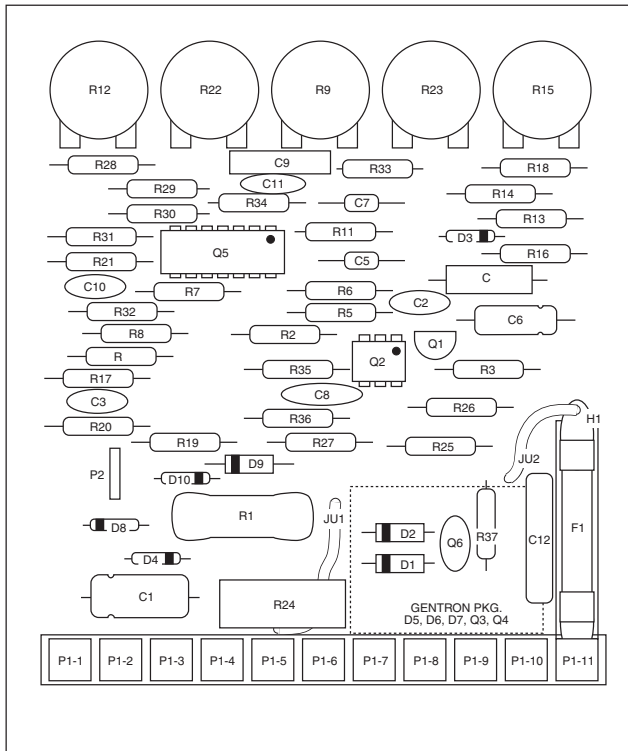 R12 R22 R9 R23 R15
R28 C9 R33 R18
R29 C11 R14
R30 R34 C7 R13
R31 Q5 R11 D3
R21 C5 R16
C10 R7 R6 C2 C
R32 R5 C6
R8 R2 Q2 Q1
R R35 R3
R17 C8
C3 R36 R26
R20 R19 R27 R25 JU2 H1
P2 D10 D9
D8 R1 JU1 D2 Q6 R37 C12 F1
D4 D1
C1 R24 GENTRON PKG.
D5, D6, D7, Q3, Q4
P1-1 P1-2 P1-3 P1-4 P1-5 P1-6 P1-7 P1-8 P1-9 P1-10 P1-11